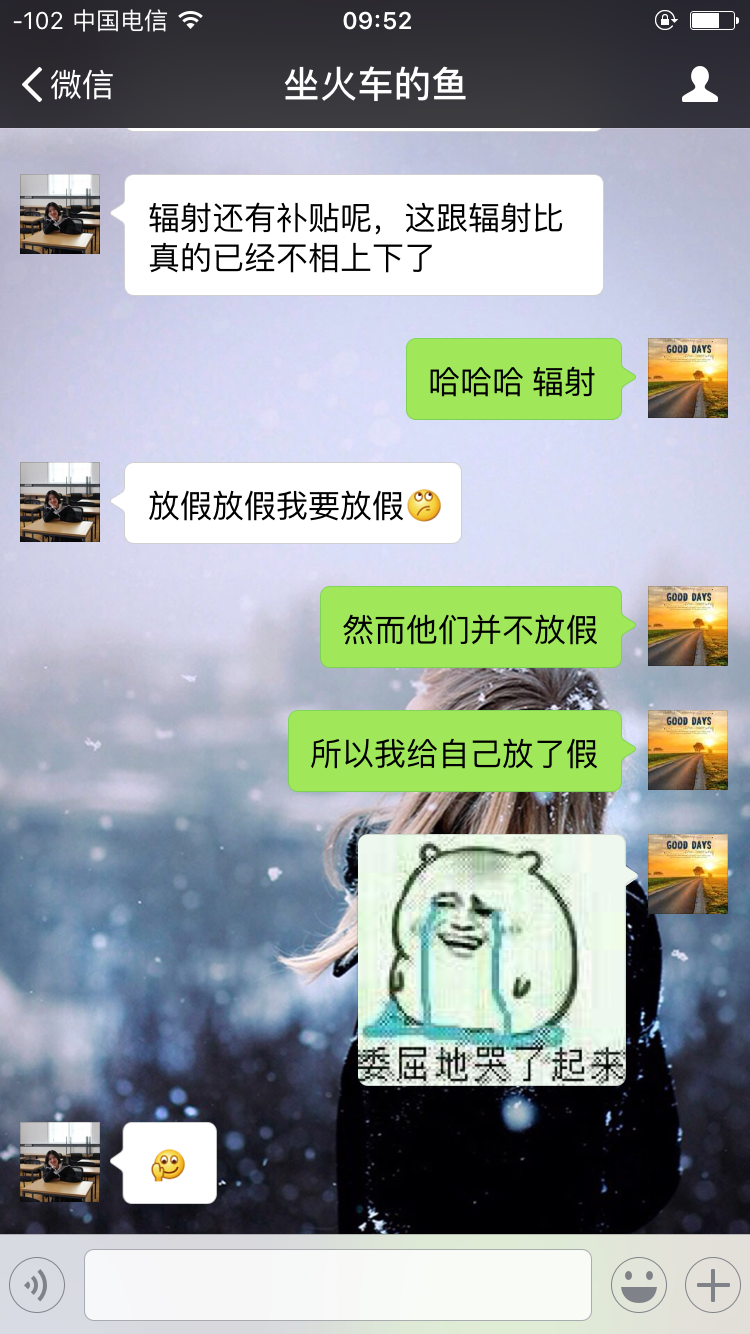 -102 中国电信 09:52
微信 坐火车的鱼
辐射还有补贴呢，这跟辐射比
真的已经不相上下了
哈哈哈 辐射
GOOD DAYS
放假放假我要放假
然而他们并不放假
GOOD DAYS
所以我给自己放了假
GOOD DAYS
GOOD DAYS
委屈地哭了起来